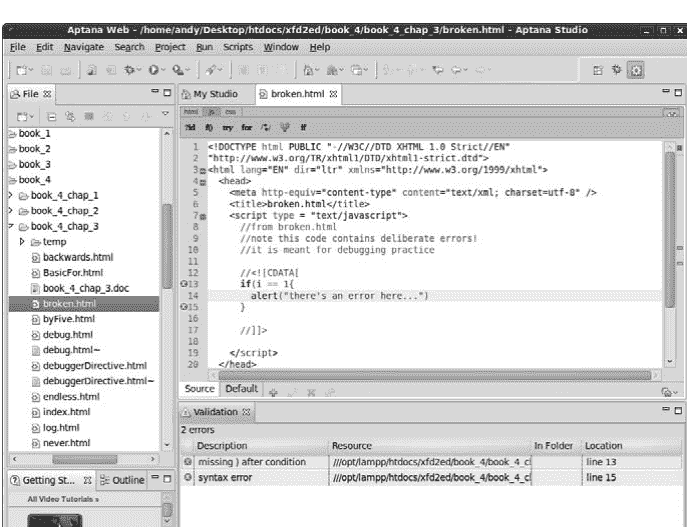 Aptana Web - /home/andy/Desktop/htdocs/xfd2ed/book_4/book_4_chap_3/broken.html - Aptana Studio
File Edit Navigate Search Project Run Scripts Window Help
File
My Studio
broken.html
html js css
try for if
book_1
book_2
book_3
book_4
book_4_chap_1
book_4_chap_2
book_4_chap_3
temp
backwards.html
BasicFor.html
book_4_chap_3.doc
broken.html
byFive.html
debug.html
debug.html~
debuggerDirective.html
debuggerDirective.html~
endless.html
index.html
log.html
never.html
1 <!DOCTYPE html PUBLIC "-//W3C//DTD XHTML 1.0 Strict//EN"
2 "http://www.w3.org/TR/xhtml1/DTD/xhtml1-strict.dtd">
3 <html lang="EN" dir="ltr" xmlns="http://www.w3.org/1999/xhtml">
4 <head>
5 <meta http-equiv="content-type" content="text/xml; charset=utf-8" />
6 <title>broken.html</title>
7 <script type = "text/javascript">
8 //from broken.html
9 //note this code contains deliberate errors!
10 //it is meant for debugging practice
11
12 //<![CDATA[
13 if(i == 1{
14 alert("there's an error here...")
15 }
16
17 //]]>
18
19 </script>
20 </head>
Source Default
Validation
2 errors
Description Resource In Folder Location
missing ) after condition ///opt/lampp/htdocs/xfd2ed/book_4/book_4_cl line 13
syntax error ///opt/lampp/htdocs/xfd2ed/book_4/book_4_cl line 15
Getting St... Outline
All Video Tutorials »